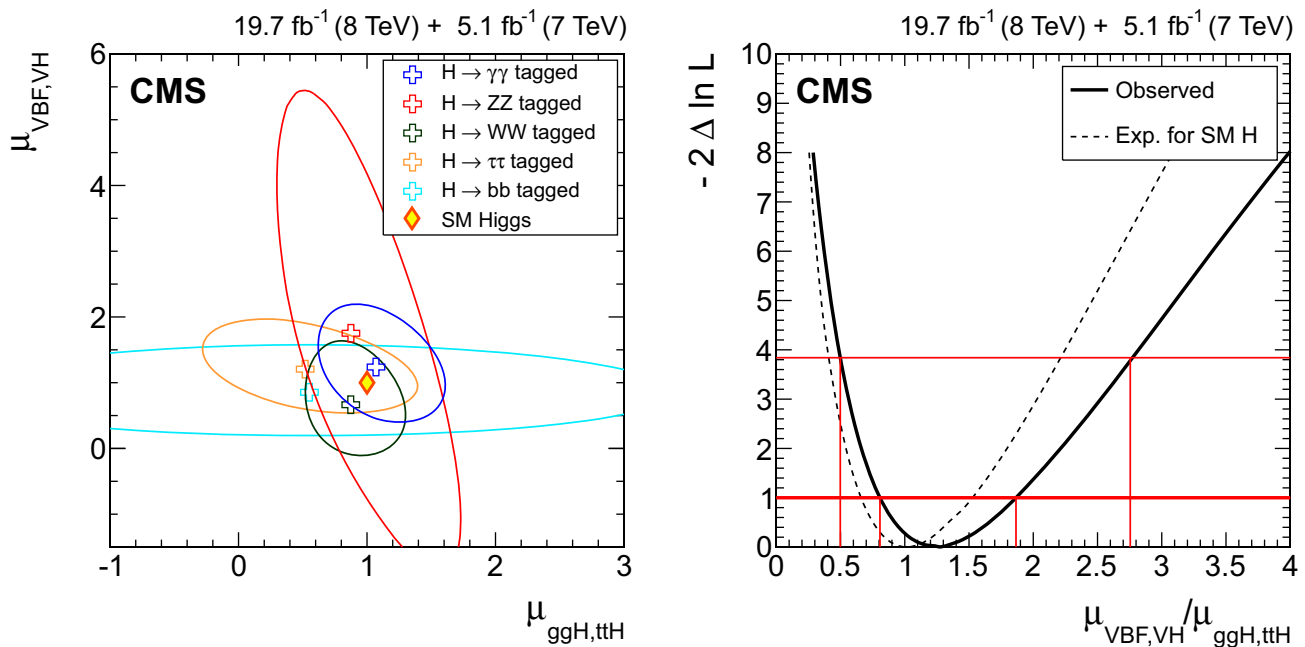 19.7 fb⁻¹ (8 TeV) + 5.1 fb⁻¹ (7 TeV)
μVBF,VH
6
4
2
0
CMS
H → γγ tagged
H → ZZ tagged
H → WW tagged
H → ττ tagged
H → bb tagged
SM Higgs
-1 0 1 2 3
μggH,ttH
19.7 fb⁻¹ (8 TeV) + 5.1 fb⁻¹ (7 TeV)
- 2 Δ ln L
10
9
8
7
6
5
4
3
2
1
0
CMS
Observed
Exp. for SM H
0 0.5 1 1.5 2 2.5 3 3.5 4
μVBF,VH/μggH,ttH